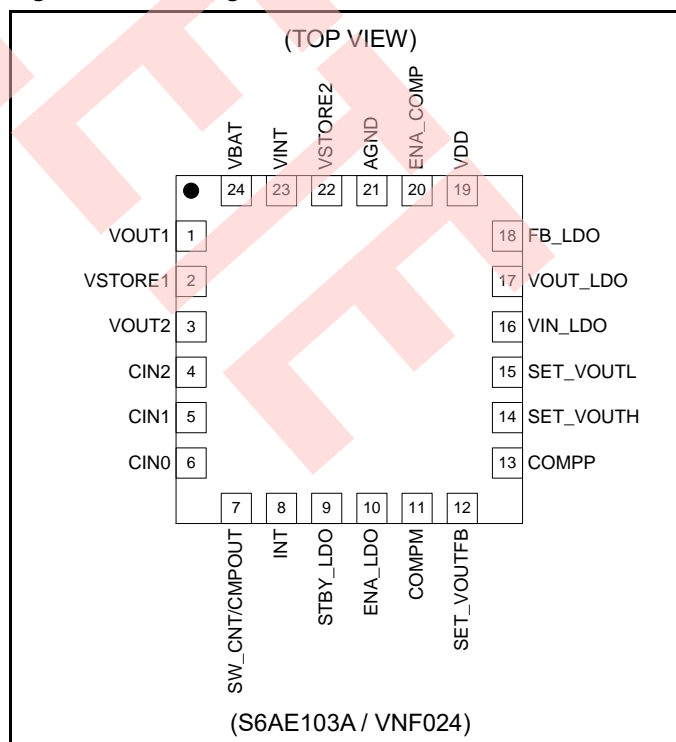 (TOP VIEW)
VBAT
VINT
VSTORE2
AGND
ENA_COMP
VDD
24 23 22 21 20 19
VOUT1 1
VSTORE1 2
VOUT2 3
CIN2 4
CIN1 5
CIN0 6
18 FB_LDO
17 VOUT_LDO
16 VIN_LDO
15 SET_VOUTL
14 SET_VOUTH
13 COMPP
7 8 9 10 11 12
SW_CNT/CMPOUT
INT
STBY_LDO
ENA_LDO
COMPM
SET_VOUTFB
(S6AE103A / VNF024)